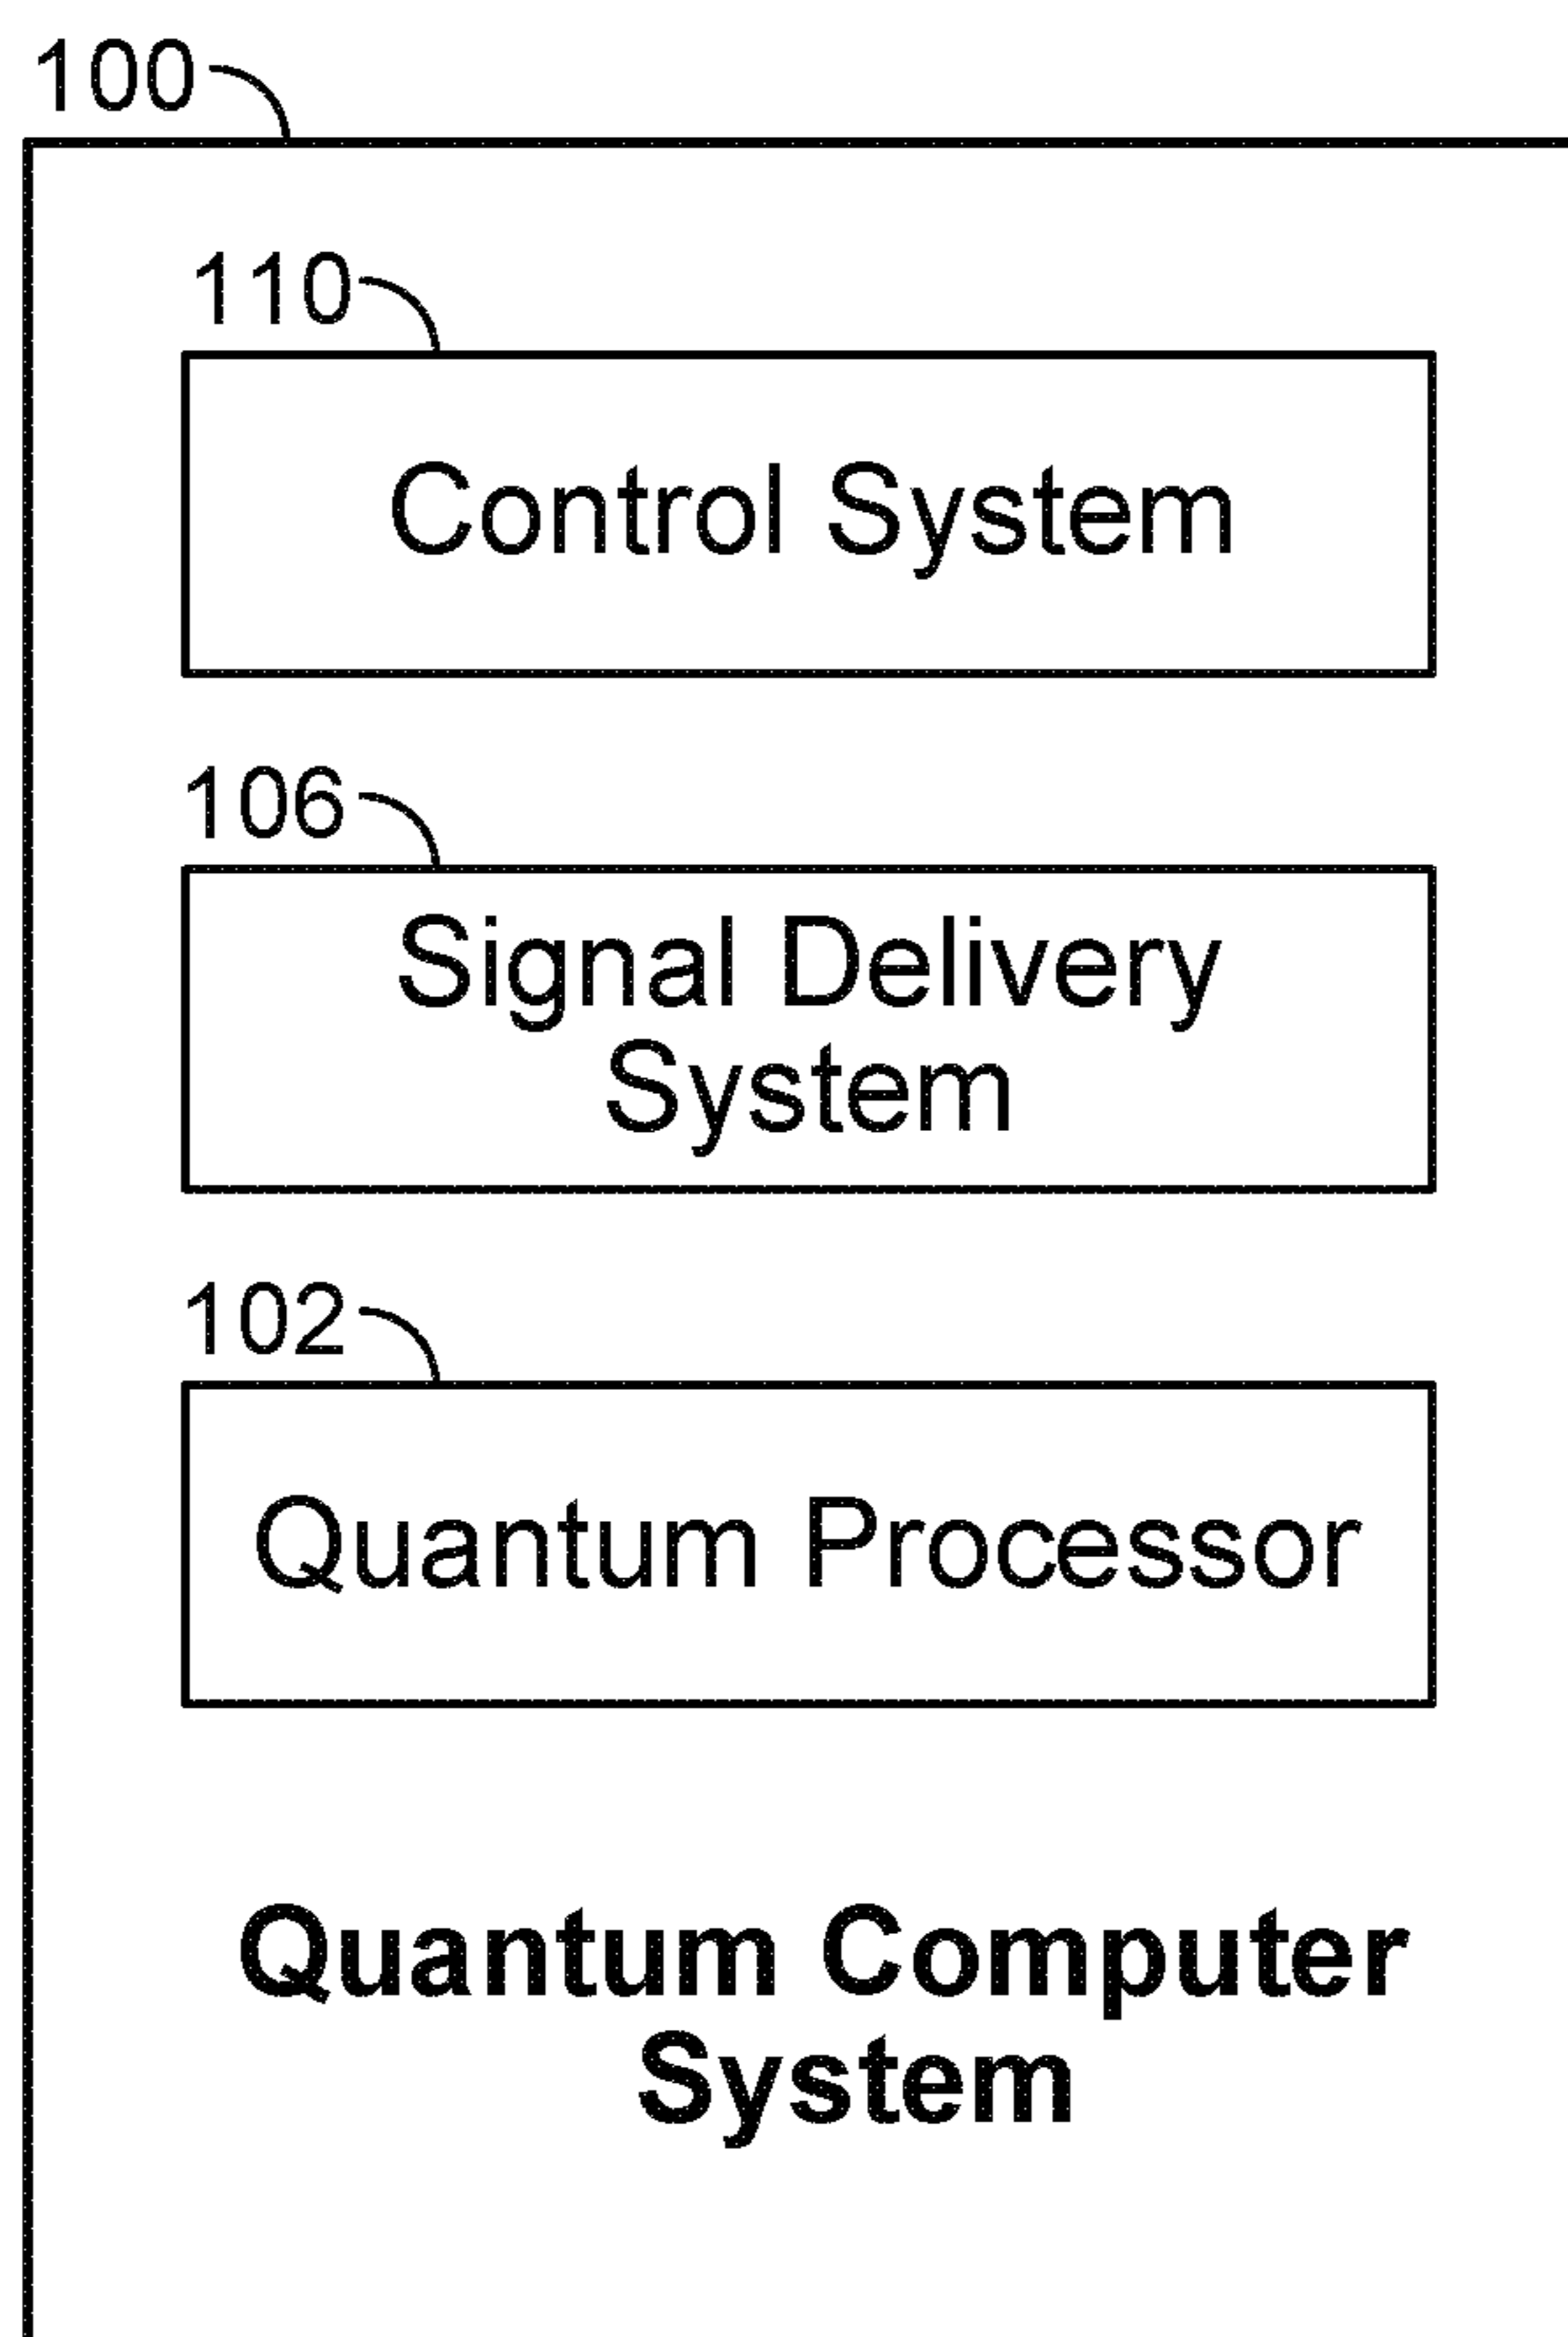 100
110
Control System
106
Signal Delivery
System
102
Quantum Processor
Quantum Computer
System